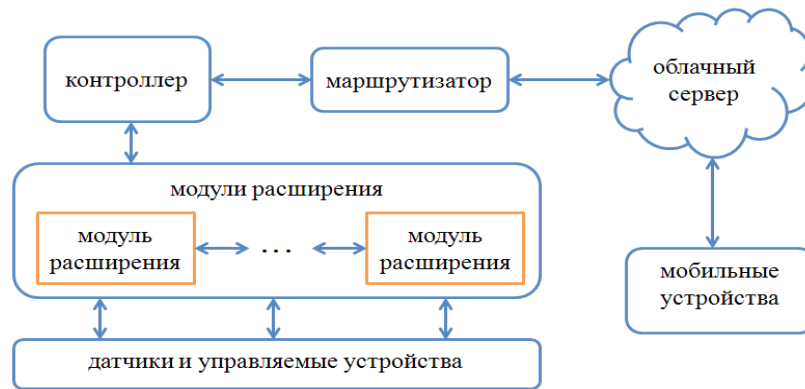 контроллер
маршрутизатор
облачный
сервер
модули расширения
модуль
расширения
...
модуль
расширения
мобильные
устройства
датчики и управляемые устройства